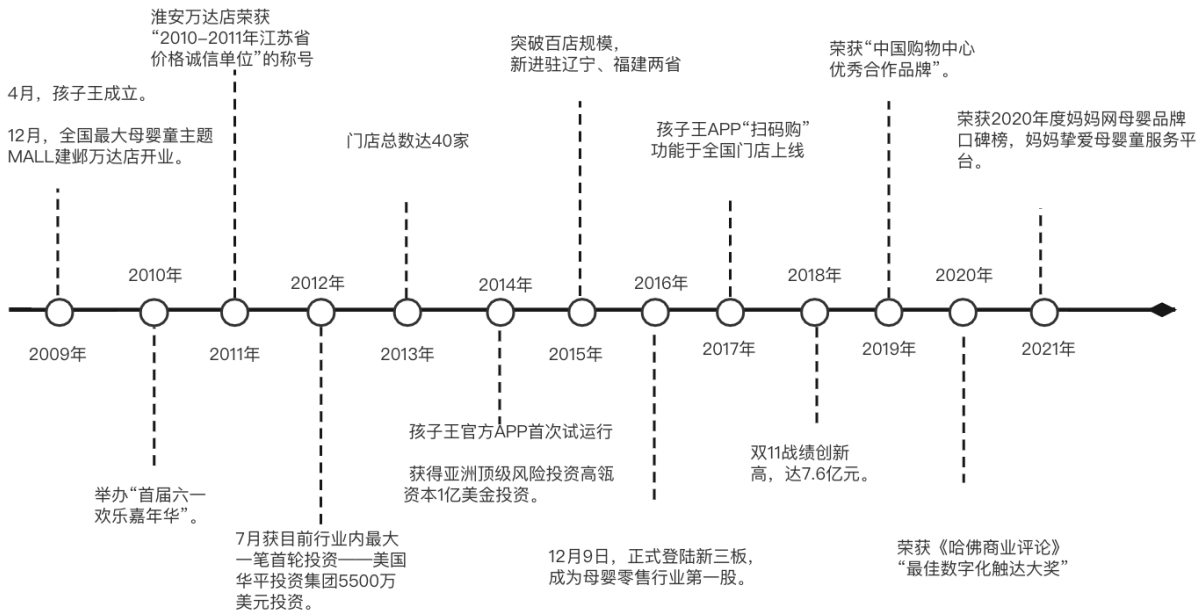 淮安万达店荣获
“2010-2011年江苏省
价格诚信单位”的称号
突破百店规模，
新进驻辽宁、福建两省
荣获“中国购物中心
优秀合作品牌”。
4月，孩子王成立。
12月，全国最大母婴童主题
MALL建邺万达店开业。
门店总数达40家
孩子王APP“扫码购”
功能于全国门店上线
荣获2020年度妈妈网母婴品牌
口碑榜，妈妈挚爱母婴童服务平
台。
2010年
2012年
2014年
2016年
2018年
2020年
2009年
2011年
2013年
2015年
2017年
2019年
2021年
举办“首届六一
欢乐嘉年华”。
7月获目前行业内最大
一笔首轮投资——美国
华平投资集团5500万
美元投资。
孩子王官方APP首次试运行
获得亚洲顶级风险投资高瓴
资本1亿美金投资。
12月9日，正式登陆新三板，
成为母婴零售行业第一股。
双11战绩创新
高，达7.6亿元。
荣获《哈佛商业评论》
“最佳数字化触达大奖”